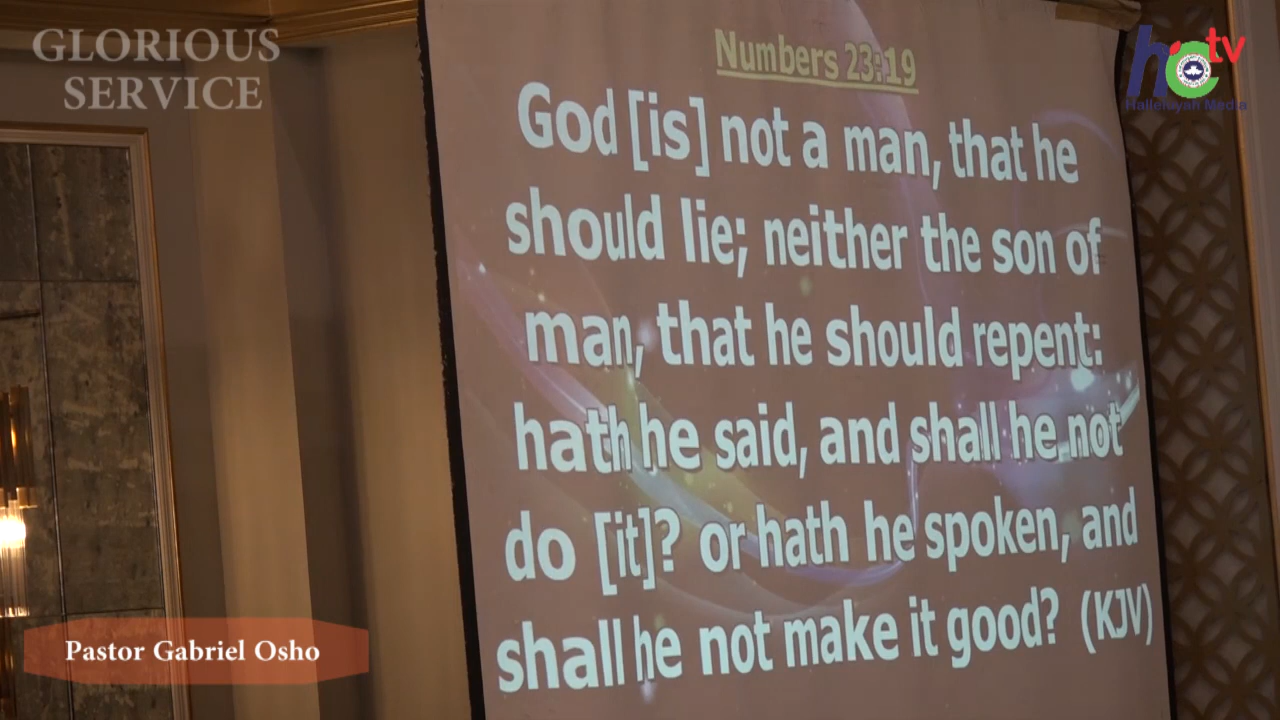 GLORIOUS
SERVICE
hctv
Halleluyah Media
Numbers 23:19
God [is] not a man, that he
should lie; neither the son of
man, that he should repent:
hath he said, and shall he not
do [it]? or hath he spoken, and
shall he not make it good? (KJV)
Pastor Gabriel Osho